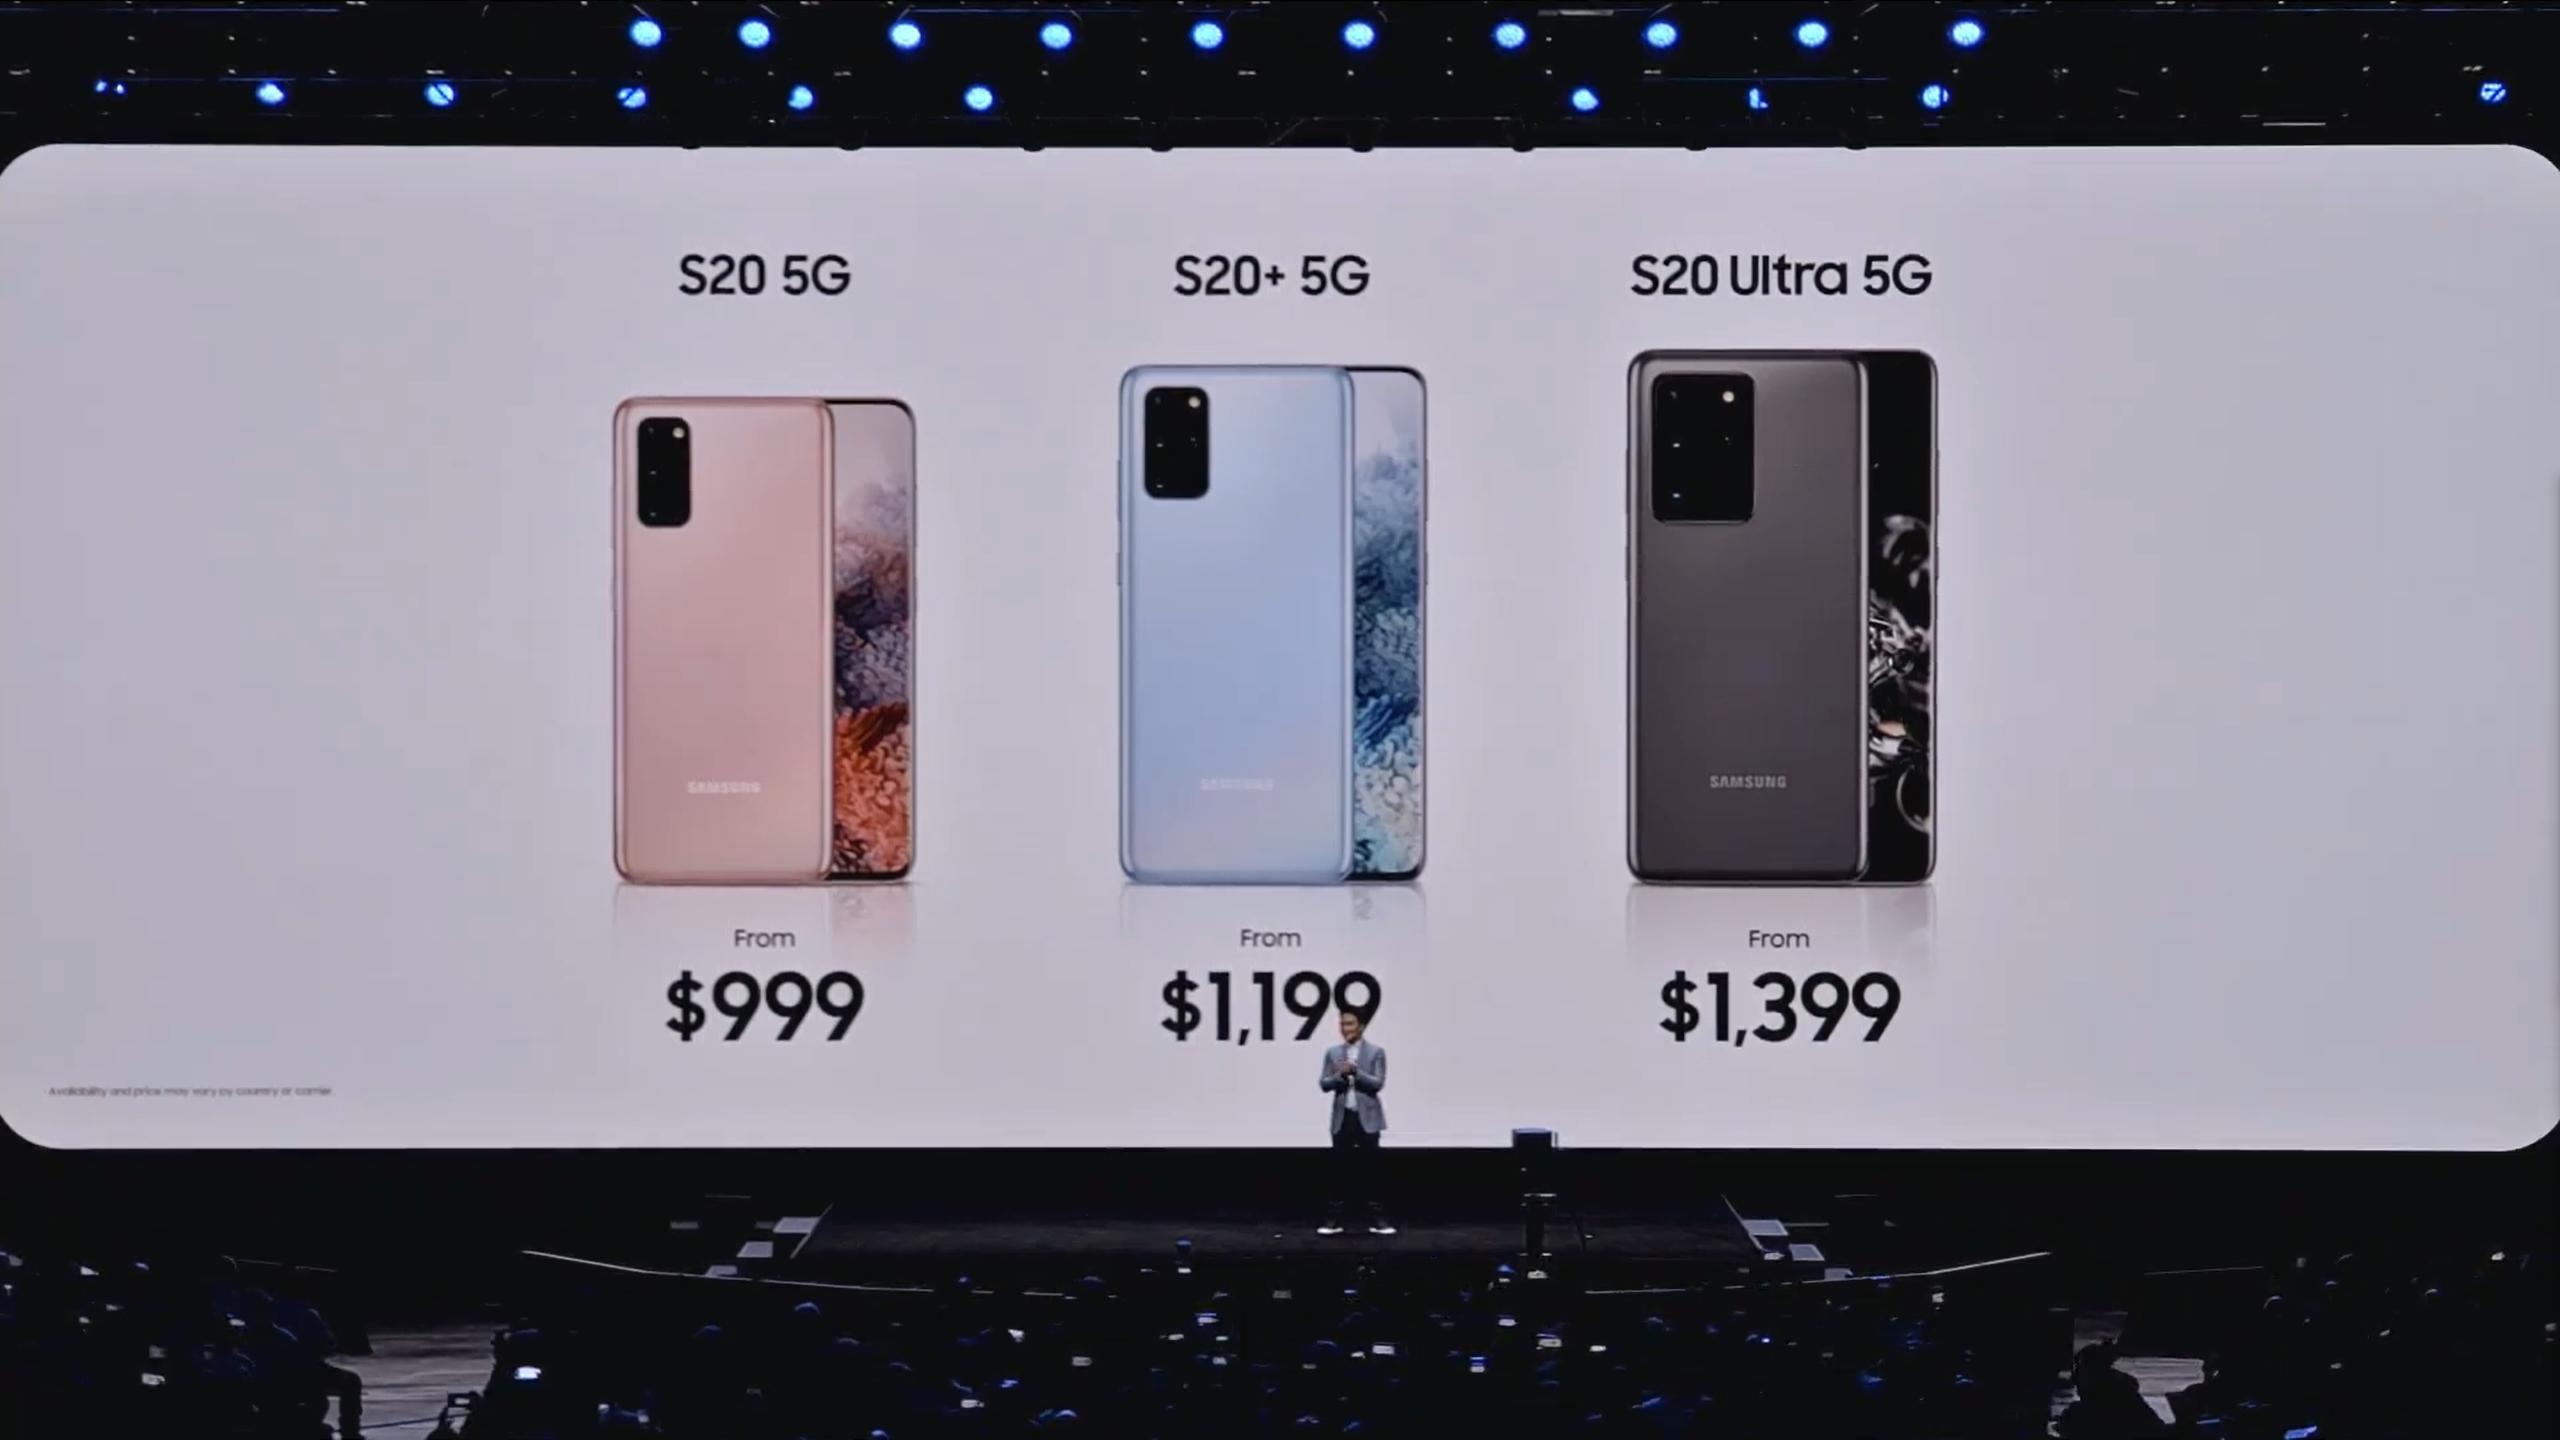 S20 5G
S20+ 5G
S20 Ultra 5G
SAMSUNG
SAMSUNG
SAMSUNG
From
From
From
$999
$1,199
$1,399
Availability and price may vary by country or carrier.